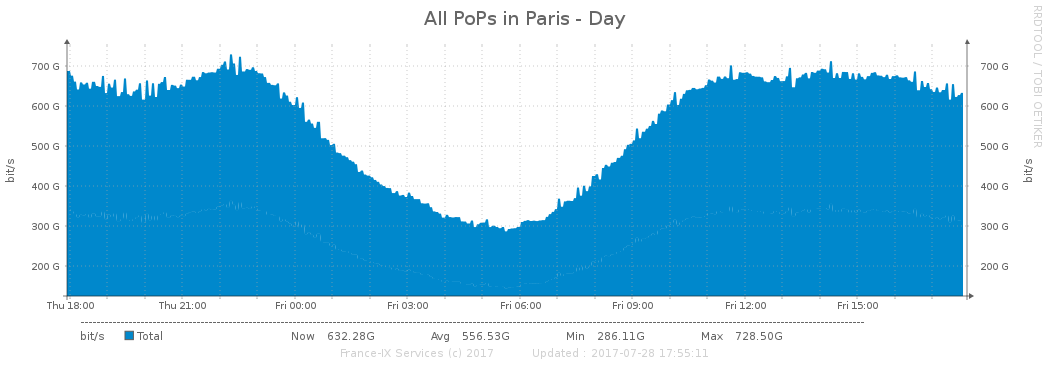 All PoPs in Paris - Day
RRDTOOL / TOBI OETIKER
bit/s
700 G
600 G
500 G
400 G
300 G
200 G
700 G
600 G
500 G
400 G
300 G
200 G
bit/s
Thu 18:00 Thu 21:00 Fri 00:00 Fri 03:00 Fri 06:00 Fri 09:00 Fri 12:00 Fri 15:00
bit/s Total Now 632.28G Avg 556.53G Min 286.11G Max 728.50G
France-IX Services (c) 2017 Updated : 2017-07-28 17:55:11